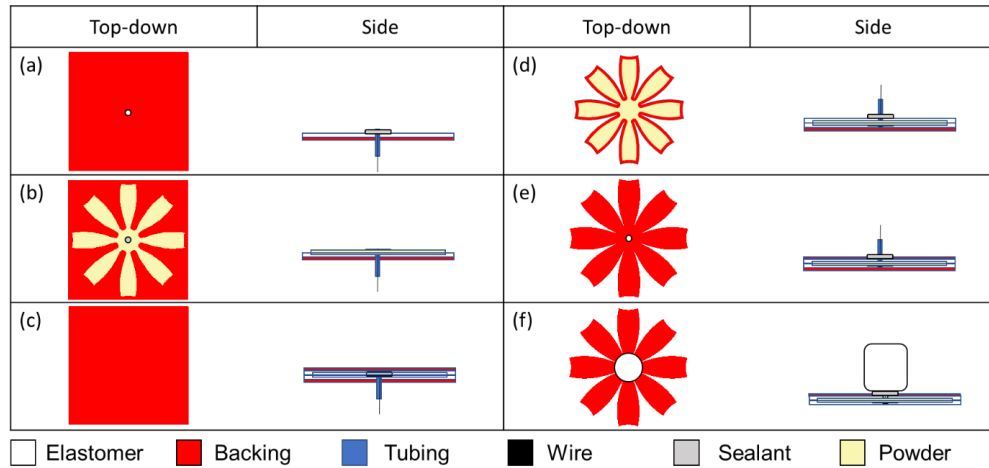 Top-down Side Top-down Side
(a) (d)
(b) (e)
(c) (f)
Elastomer Backing Tubing Wire Sealant Powder